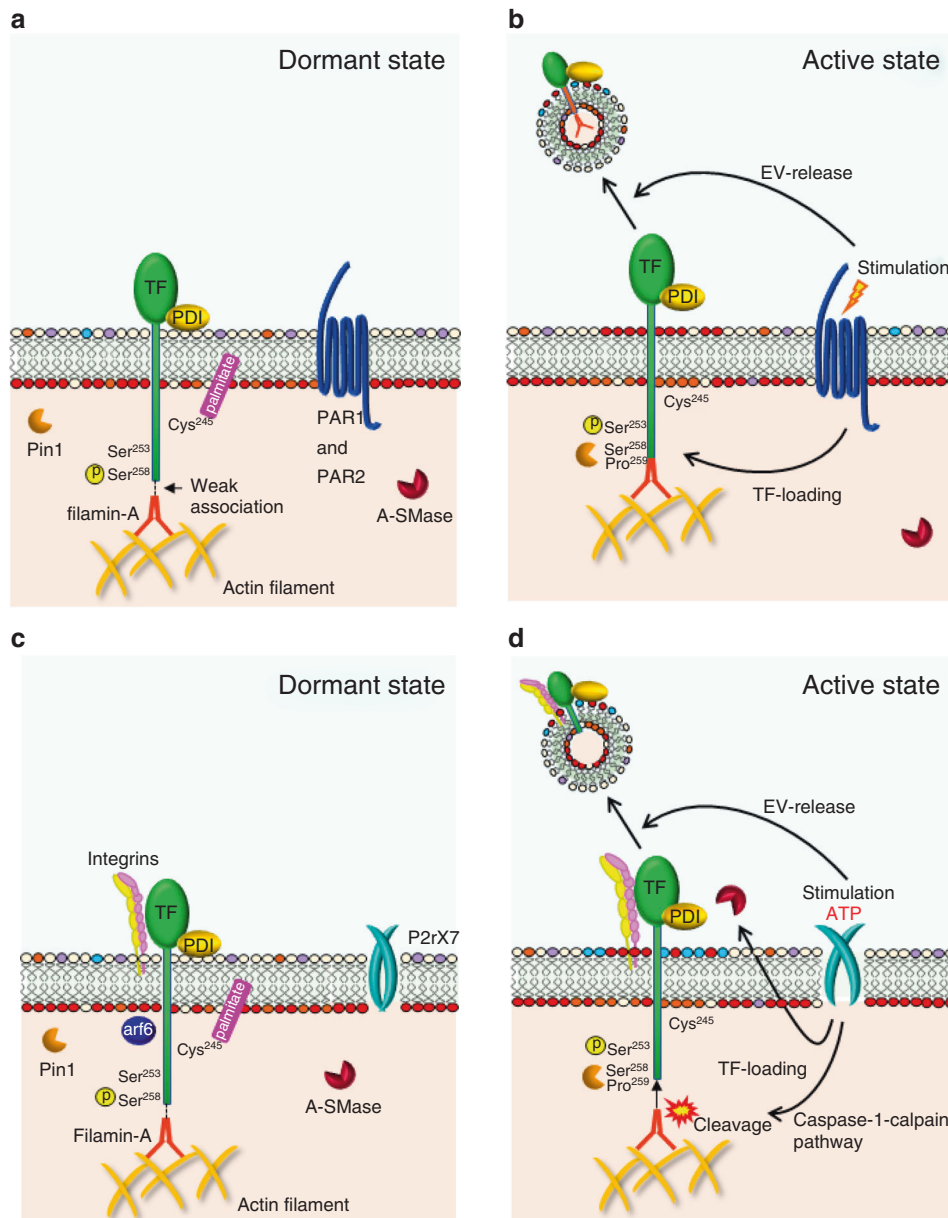 a
Dormant state
TF
PDI
palmitate
Cys245
Pin1
PAR1
and
PAR2
Ser253
P Ser258
Weak
association
filamin-A
A-SMase
Actin filament
b
Active state
EV-release
TF
Stimulation
PDI
Cys245
P Ser253
Ser258
Pro259
TF-loading
c
Dormant state
Integrins
TF
PDI
P2rX7
arf6
palmitate
Cys245
Pin1
Ser253
P Ser258
A-SMase
Filamin-A
Actin filament
d
Active state
EV-release
TF
Stimulation
ATP
PDI
Cys245
P Ser253
Ser258
Pro259
TF-loading
Cleavage
Caspase-1-calpain
pathway